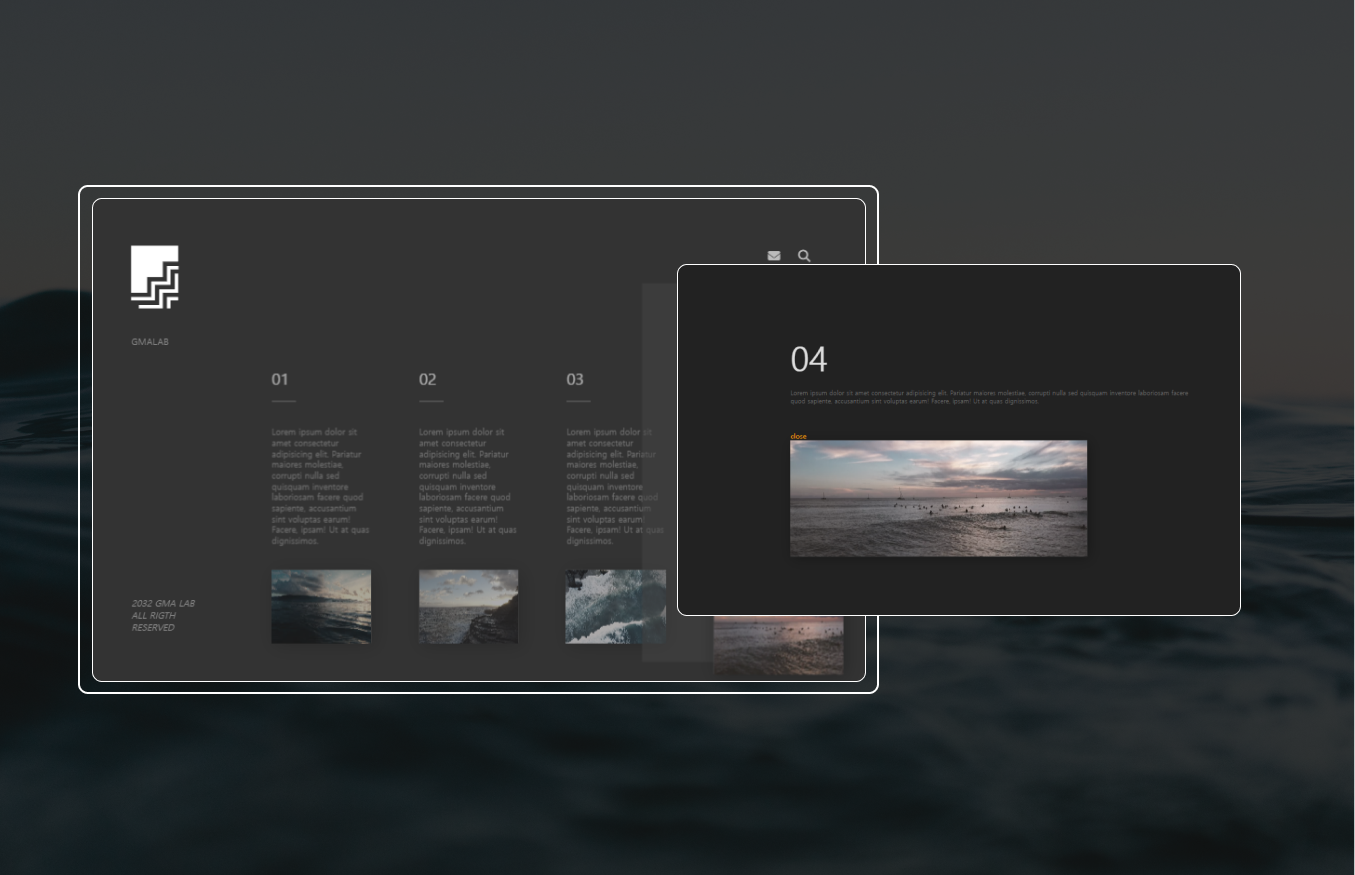 GMALAB
01
Lorem ipsum dolor sit
amet consectetur
adipisicing elit. Pariatur
maiores molestiae,
corrupti nulla sed
quisquam inventore
laboriosam facere quod
sapiente, accusantium
sint voluptas earum!
Facere, ipsam! Ut at quas
dignissimos.
02
Lorem ipsum dolor sit
amet consectetur
adipisicing elit. Pariatur
maiores molestiae,
corrupti nulla sed
quisquam inventore
laboriosam facere quod
sapiente, accusantium
sint voluptas earum!
Facere, ipsam! Ut at quas
dignissimos.
03
Lorem ipsum dolor sit
amet consectetur
adipisicing elit. Pariatur
maiores molestiae,
corrupti nulla sed
quisquam inventore
laboriosam facere quod
sapiente, accusantium
sint voluptas earum!
Facere, ipsam! Ut at quas
dignissimos.
2032 GMA LAB
ALL RIGTH
RESERVED
04
Lorem ipsum dolor sit amet consectetur adipisicing elit. Pariatur maiores molestiae, corrupti nulla sed quisquam inventore laboriosam facere
quod sapiente, accusantium sint voluptas earum! Facere, ipsam! Ut at quas dignissimos.
close